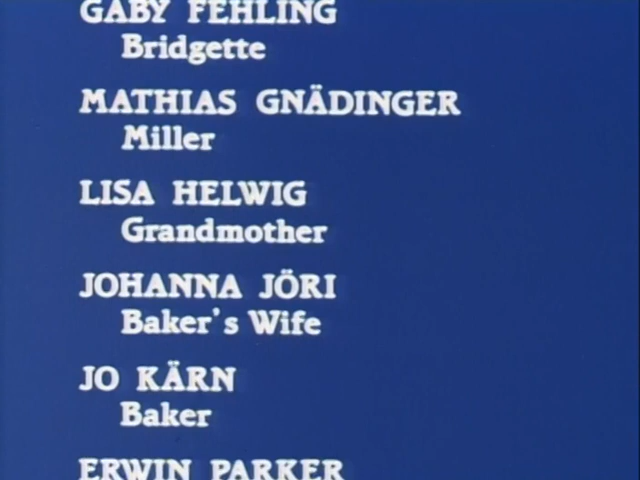 GABY FEHLING
Bridgette
MATHIAS GNÄDINGER
Miller
LISA HELWIG
Grandmother
JOHANNA JÖRI
Baker's Wife
JO KÄRN
Baker
ERWIN PARKER